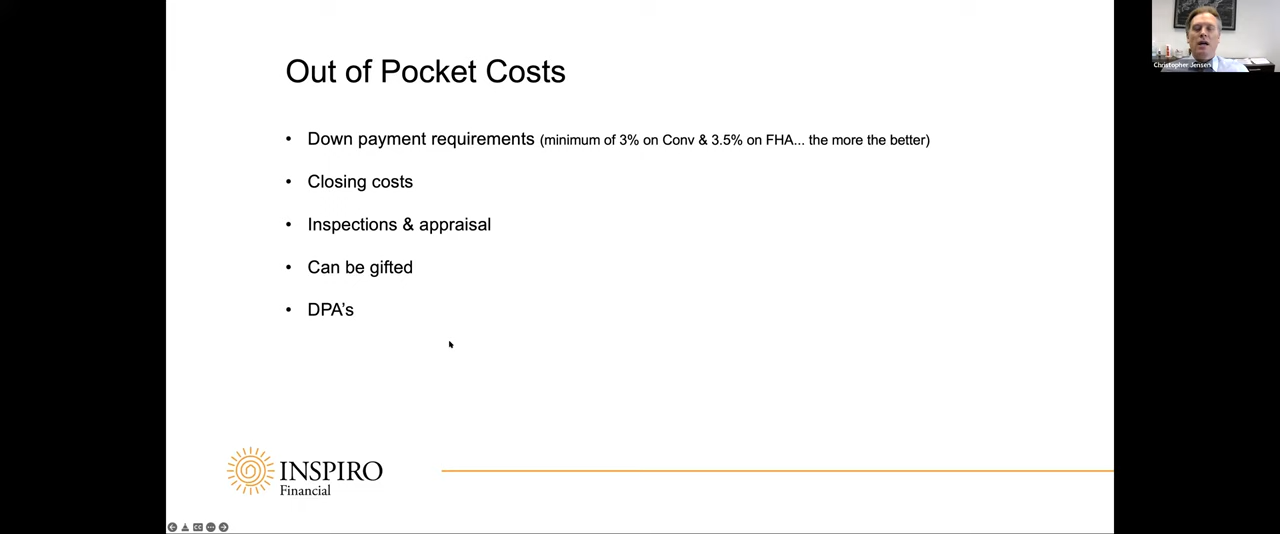 Out of Pocket Costs
• Down payment requirements (minimum of 3% on Conv & 3.5% on FHA... the more the better)
• Closing costs
• Inspections & appraisal
• Can be gifted
• DPA's
INSPIRO
Financial
Christopher Jensen